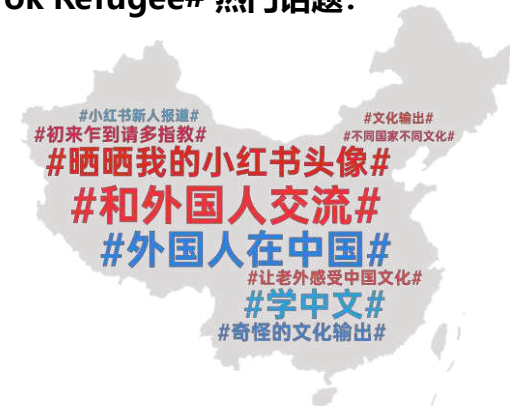 ok Refugee# 热门话题：
#小红书新人报道#
#文化输出#
#初来乍到请多指教#
#不同国家不同文化#
#晒晒我的小红书头像#
#和外国人交流#
#外国人在中国#
#让老外感受中国文化#
#学中文#
#奇怪的文化输出#